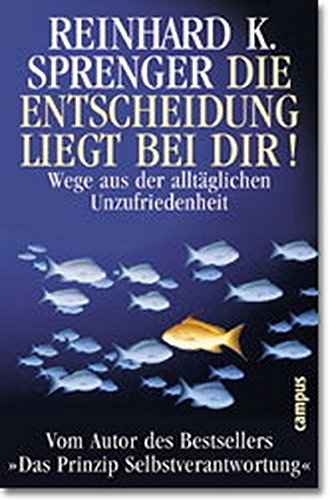 REINHARD K.
SPRENGER DIE
ENTSCHEIDUNG
LIEGT BEI DIR!
Wege aus der alltäglichen
Unzufriedenheit
campus
Vom Autor des Bestsellers
»Das Prinzip Selbstverantwortung«